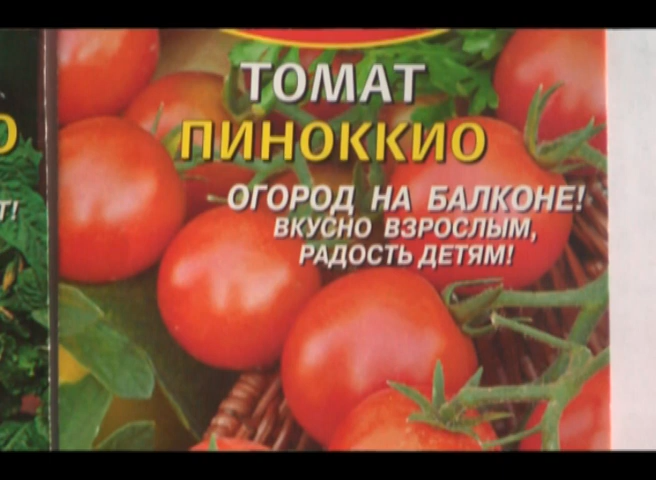 ТОМАТ
ПИНОККИО
ОГОРОД НА БАЛКОНЕ!
ВКУСНО ВЗРОСЛЫМ,
РАДОСТЬ ДЕТЯМ!